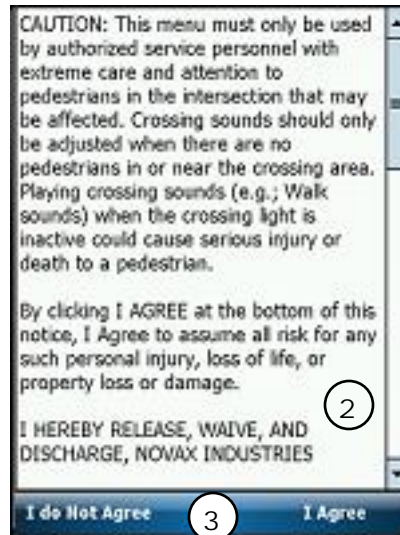 CAUTION: This menu must only be used
by authorized service personnel with
extreme care and attention to
pedestrians in the intersection that may
be affected. Crossing sounds should only
be adjusted when there are no
pedestrians in or near the crossing area.
Playing crossing sounds (e.g.; Walk
sounds) when the crossing light is
inactive could cause serious injury or
death to a pedestrian.
By clicking I AGREE at the bottom of this
notice, I Agree to assume all risk for any
such personal injury, loss of life, or
property loss or damage.
2
I HEREBY RELEASE, WAIVE, AND
DISCHARGE, NOVAX INDUSTRIES
I do Not Agree 3 I Agree